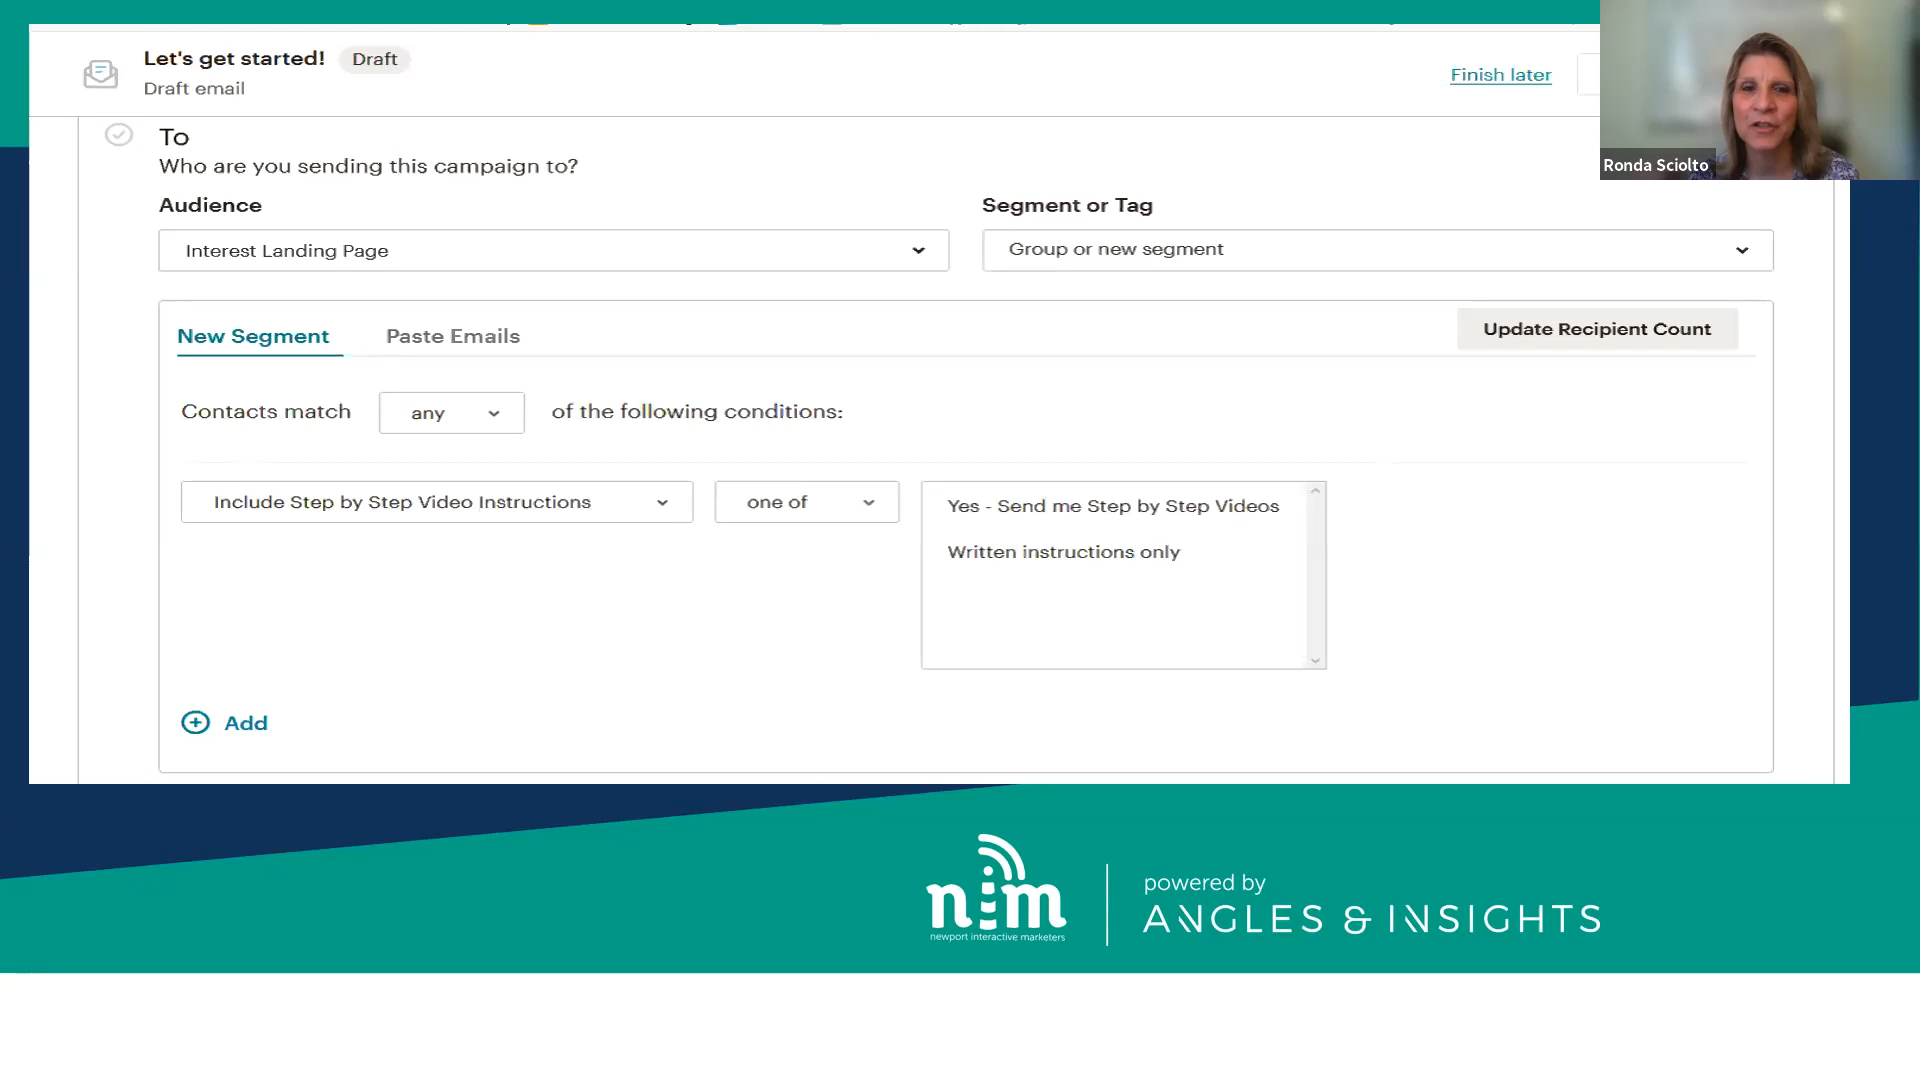 Let's get started!
Draft
Draft email
Finish later
Ronda Sciolto
To
Who are you sending this campaign to?
Audience
Segment or Tag
Interest Landing Page
Group or new segment
New Segment
Paste Emails
Update Recipient Count
Contacts match
any
of the following conditions:
Include Step by Step Video Instructions
one of
Yes - Send me Step by Step Videos
Written instructions only
Add
nim
newport interactive marketers
powered by
ANGLES & INSIGHTS